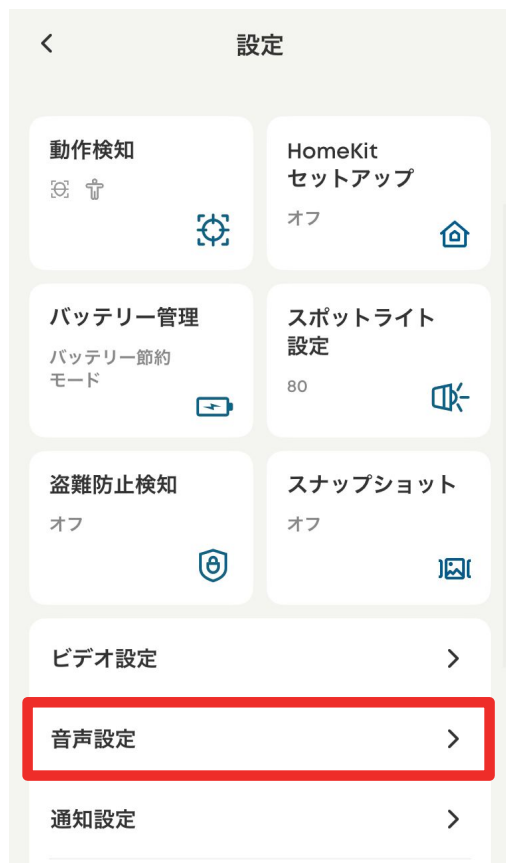 設定
動作検知
HomeKit
セットアップ
オフ
バッテリー管理
バッテリー節約
モード
スポットライト
設定
80
盗難防止検知
オフ
スナップショット
オフ
ビデオ設定
音声設定
通知設定